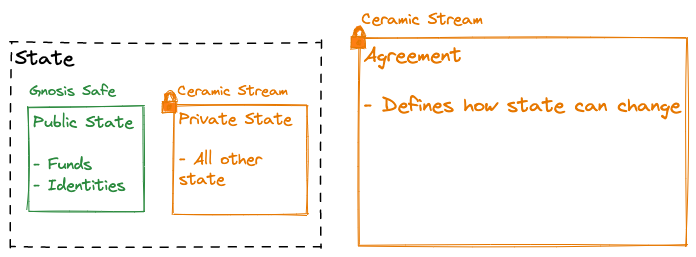 State
Gnosis Safe
Public State
- Funds
- Identities
Ceramic Stream
Private State
- All other
state
Ceramic Stream
Agreement
- Defines how state can change